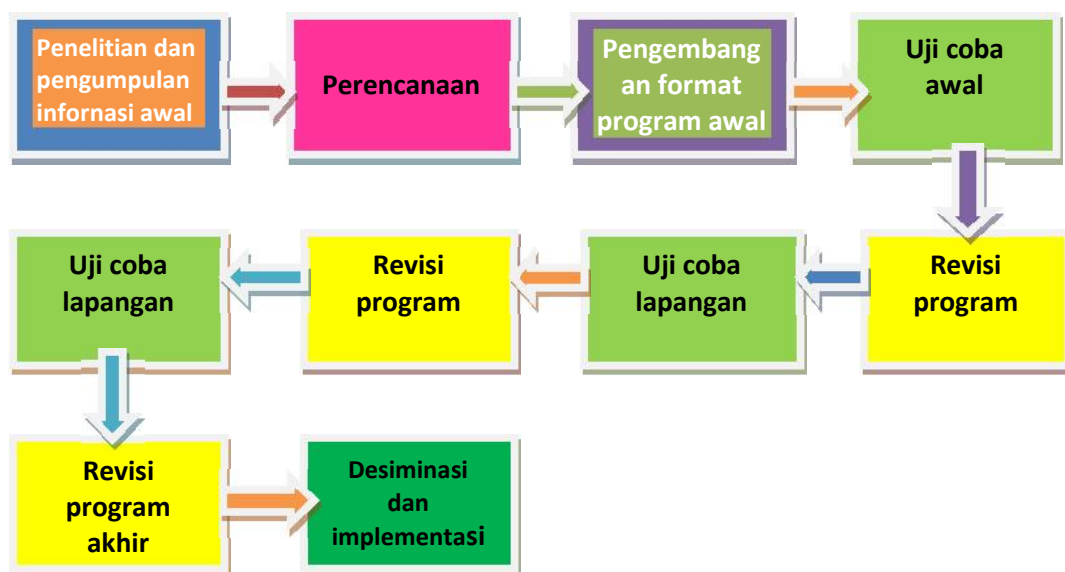 Penelitian dan
pengumpulan
infornasi awal
Perencanaan
Pengembang
an format
program awal
Uji coba
awal
Revisi
program
Uji coba
lapangan
Revisi
program
Uji coba
lapangan
Revisi
program
akhir
Desiminasi
dan
implementasi